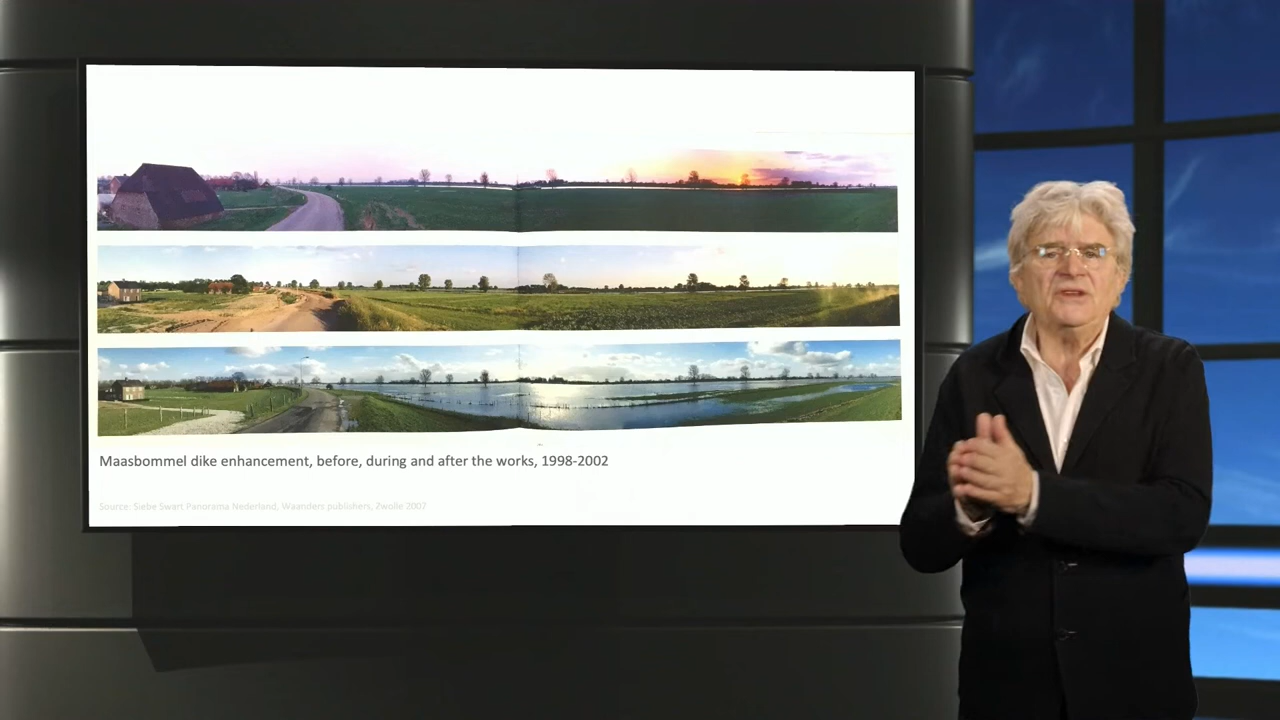 Maasbommel dike enhancement, before, during and after the works, 1998-2002
Source: Siebe Swart Panorama Nederland, Waanders publishers, Zwolle 2007